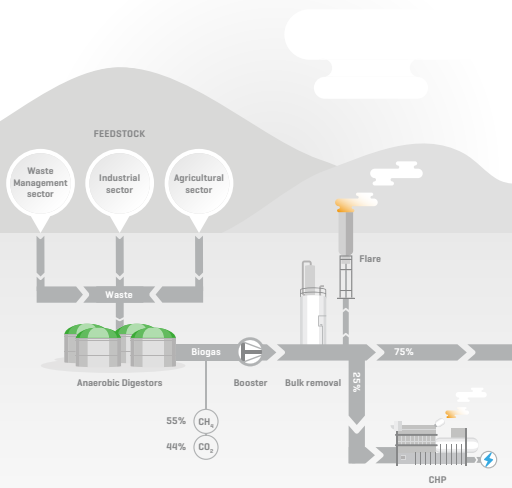 FEEDSTOCK
Waste
Management
sector
Industrial
sector
Agricultural
sector
Flare
Waste
Biogas
75%
Anaerobic Digestors
Booster
Bulk removal
25%
55%
CH₄
44%
CO₂
CHP